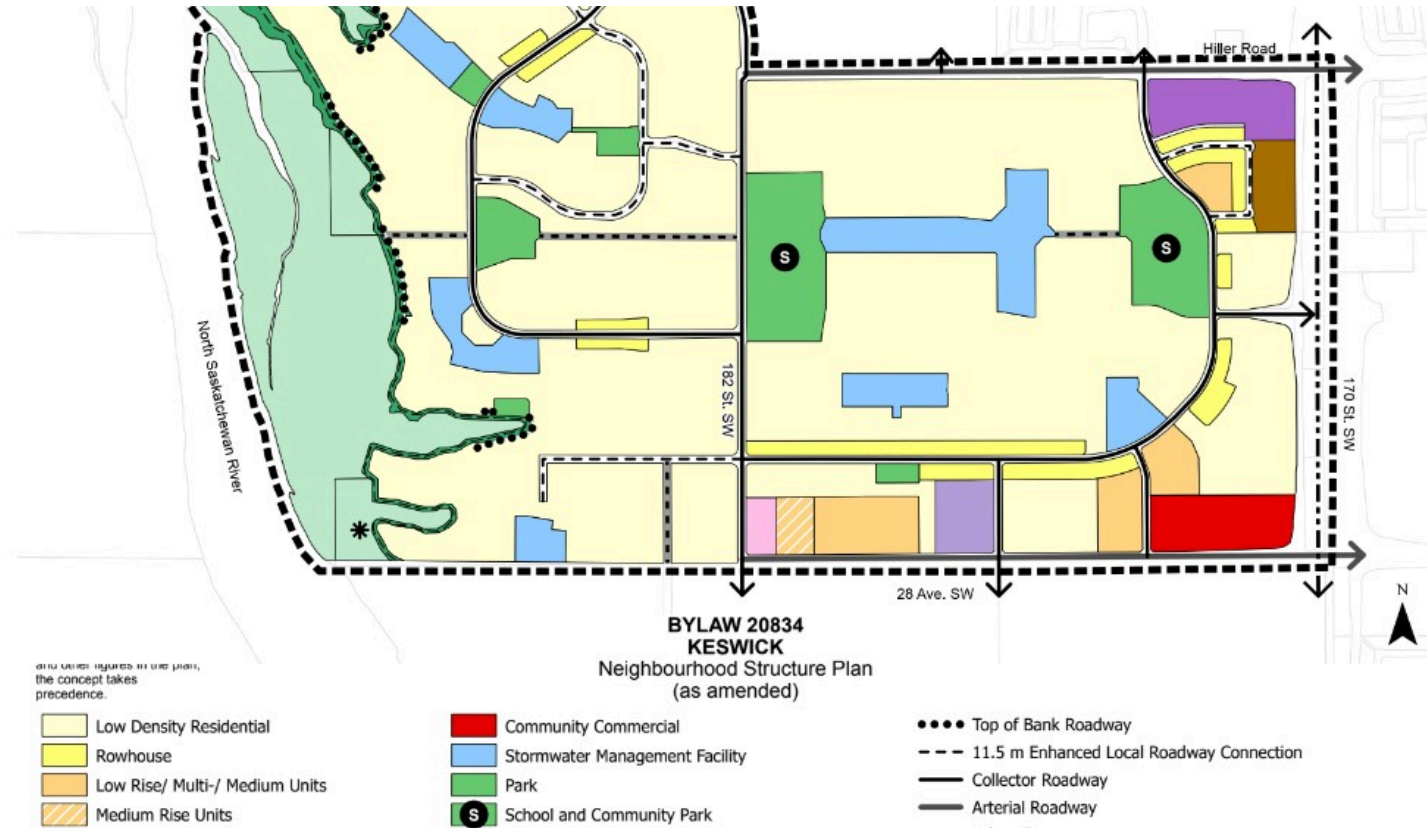 Hiller Road
S
S
North Saskatchewan River
182 St. SW
170 St. SW
28 Ave. SW
N
BYLAW 20834
KESWICK
Neighbourhood Structure Plan
(as amended)
and other figures in the plan,
the concept takes
precedence.
Low Density Residential
Rowhouse
Low Rise/ Multi-/ Medium Units
Medium Rise Units
Community Commercial
Stormwater Management Facility
Park
S School and Community Park
Top of Bank Roadway
11.5 m Enhanced Local Roadway Connection
Collector Roadway
Arterial Roadway